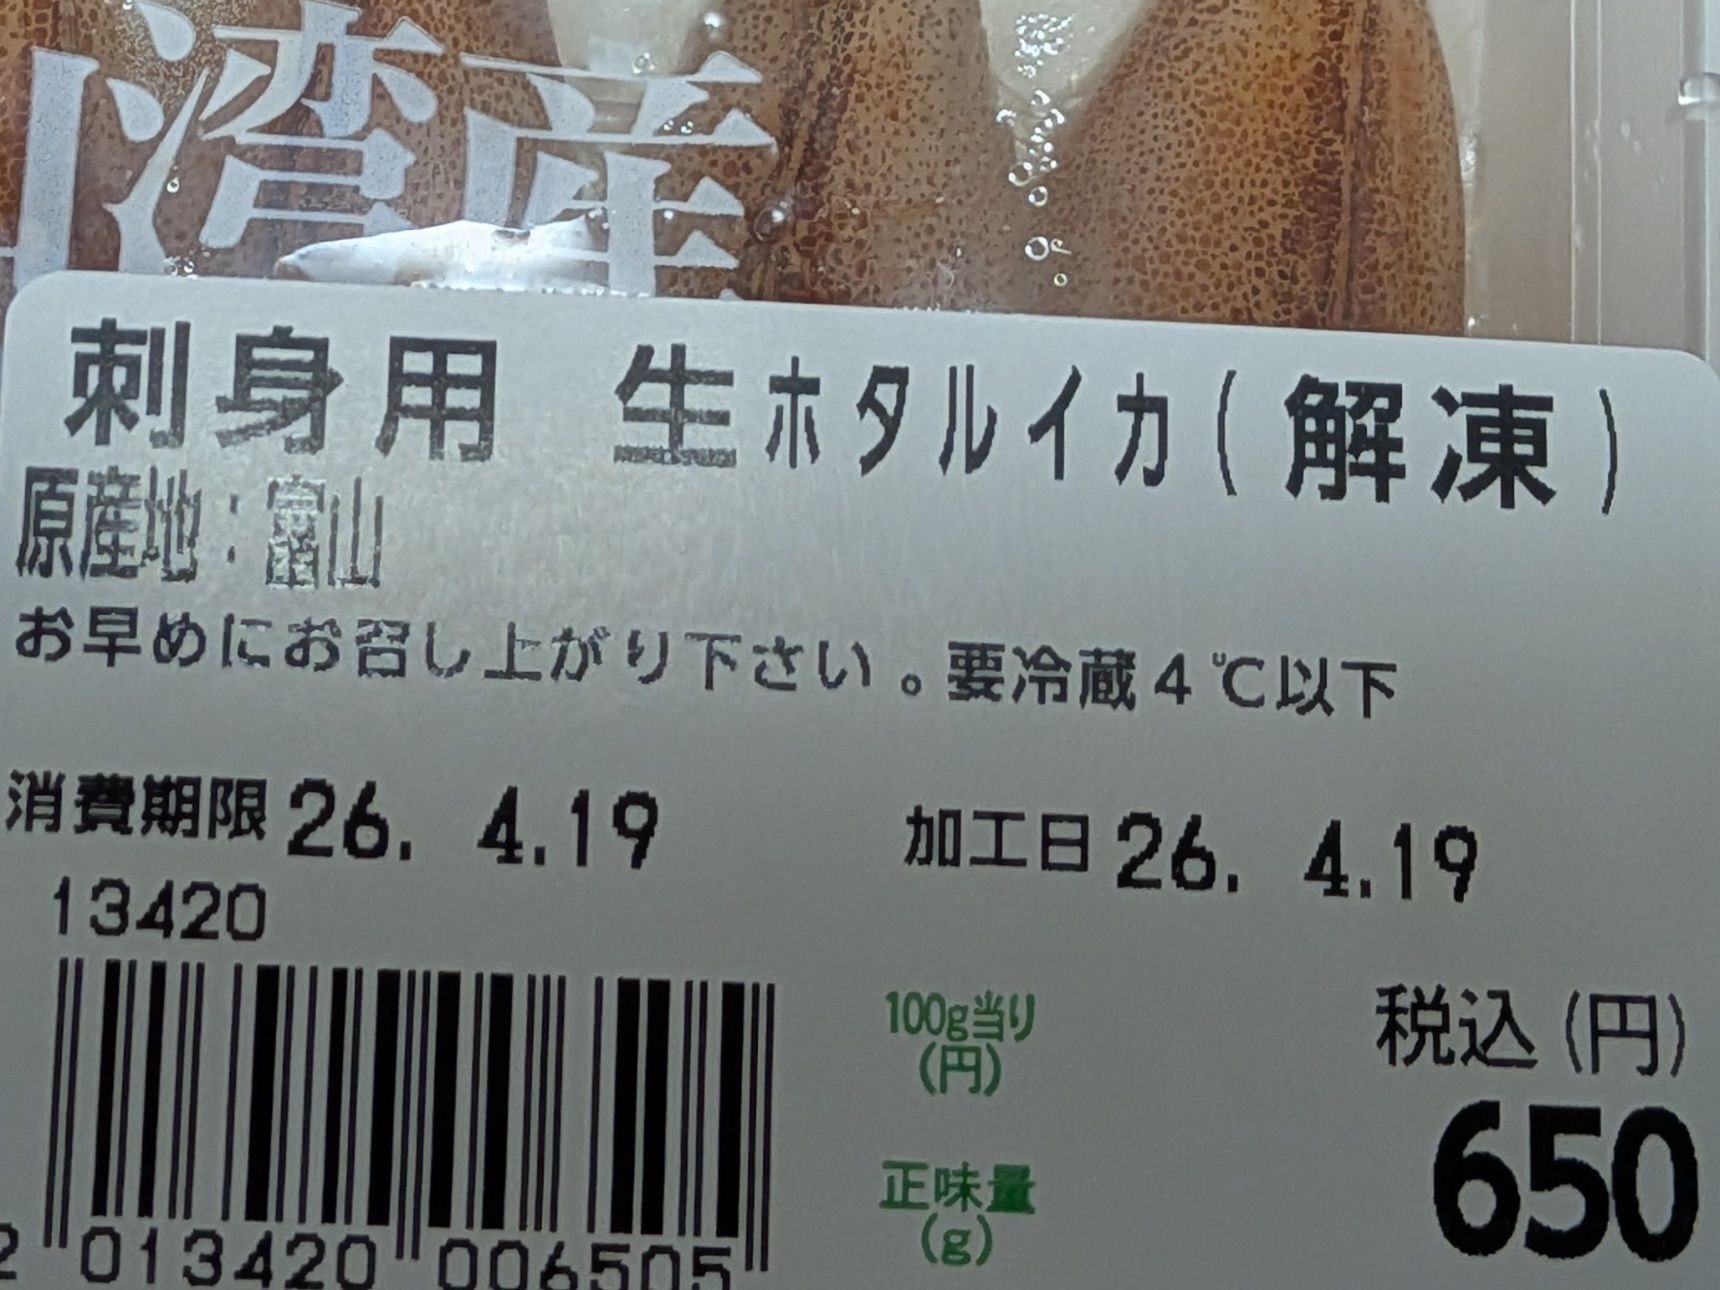 湾産
刺身用 生ホタルイカ(解凍)
原産地:富山
お早めにお召し上がり下さい。要冷蔵4℃以下
消費期限 26. 4.19 加工日 26. 4.19
13420
100g当り
(円)
税込(円)
650
正味量
(g)
2 013420 006505